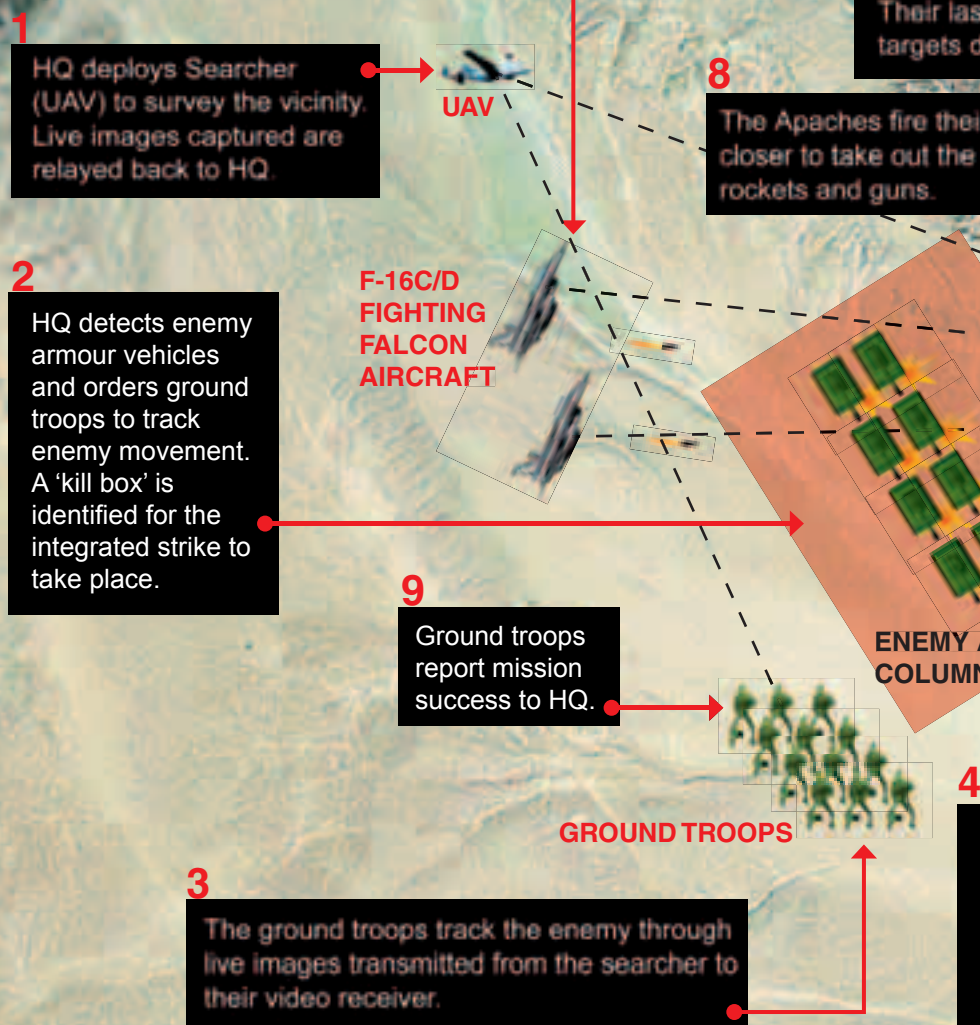 1
HQ deploys Searcher
(UAV) to survey the vicinity.
Live images captured are
relayed back to HQ.
UAV
Their
targets
8
The Apaches fire
closer to take out the
rockets and guns.
2
HQ detects enemy
armour vehicles
and orders ground
troops to track
enemy movement.
A ‘kill box’ is
identified for the
integrated strike to
take place.
F-16C/D
FIGHTING
FALCON
AIRCRAFT
9
Ground troops
report mission
success to HQ.
ENEMY
COLUMN
GROUND TROOPS
4
3
The ground troops track the enemy through
live images transmitted from the searcher to
their video receiver.